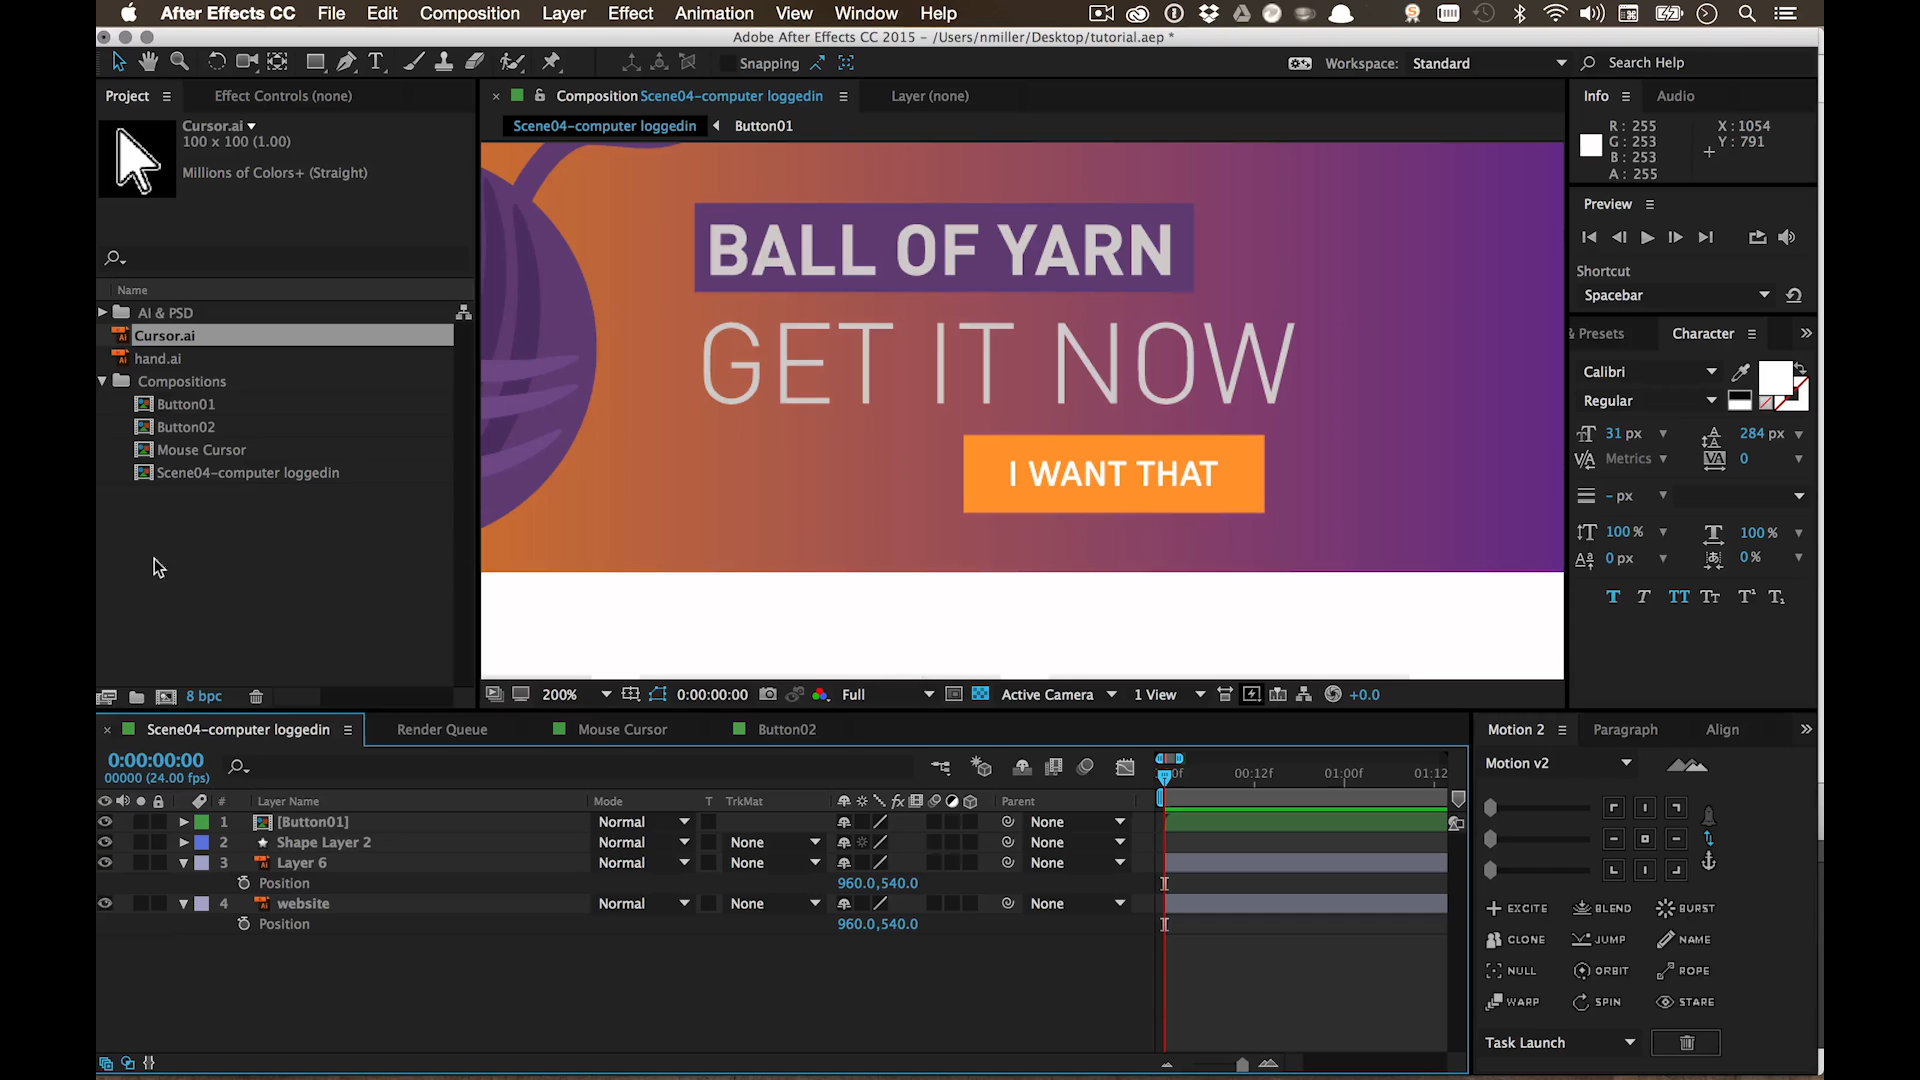 After Effects CC File Edit Composition Layer Effect Animation View Window Help
Adobe After Effects CC 2015 – /Users/nmiller/Desktop/tutorial.aep *
Snapping
Workspace: Standard
Search Help
Project
Effect Controls (none)
Composition Scene04-computer loggedin
Layer (none)
Info
Audio
Cursor.ai
100 x 100 (1.00)
Millions of Colors+ (Straight)
Scene04-computer loggedin
Button01
R : 255
G : 253
B : 253
A : 255
X : 1054
Y : 791
BALL OF YARN
GET IT NOW
I WANT THAT
Preview
Shortcut
Spacebar
Name
AI & PSD
Cursor.ai
hand.ai
Compositions
Button01
Button02
Mouse Cursor
Scene04-computer loggedin
& Presets
Character
Calibri
Regular
31 px
284 px
Metrics
0
- px
100 %
100 %
0 px
0 %
T T TT Tt T¹ T₁
8 bpc
200%
0:00:00:00
Full
Active Camera
1 View
+0.0
Scene04-computer loggedin
Render Queue
Mouse Cursor
Button02
Motion 2
Paragraph
Align
0:00:00:00
00000 (24.00 fps)
00:12f
01:00f
01:12
Motion v2
# Layer Name Mode T TrkMat Parent
1 [Button01] Normal None
2 Shape Layer 2 Normal None None
3 Layer 6 Normal None None
Position 960.0,540.0
4 website Normal None None
Position 960.0,540.0
EXCITE BLEND BURST
CLONE JUMP NAME
NULL ORBIT ROPE
WARP SPIN STARE
Task Launch